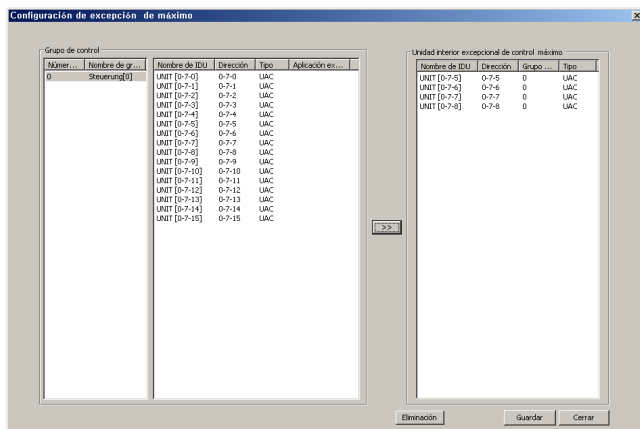 Configuración de excepción de máximo
Grupo de control
Númer... Nombre de gr...
0 Steuerung[0]
Nombre de IDU Dirección Tipo Aplicación ex...
UNIT [0-7-0] 0-7-0 UAC
UNIT [0-7-1] 0-7-1 UAC
UNIT [0-7-2] 0-7-2 UAC
UNIT [0-7-3] 0-7-3 UAC
UNIT [0-7-4] 0-7-4 UAC
UNIT [0-7-5] 0-7-5 UAC
UNIT [0-7-6] 0-7-6 UAC
UNIT [0-7-7] 0-7-7 UAC
UNIT [0-7-8] 0-7-8 UAC
UNIT [0-7-9] 0-7-9 UAC
UNIT [0-7-10] 0-7-10 UAC
UNIT [0-7-11] 0-7-11 UAC
UNIT [0-7-12] 0-7-12 UAC
UNIT [0-7-13] 0-7-13 UAC
UNIT [0-7-14] 0-7-14 UAC
UNIT [0-7-15] 0-7-15 UAC
>>
Unidad interior excepcional de control máximo
Nombre de IDU Dirección Grupo ... Tipo
UNIT [0-7-5] 0-7-5 0 UAC
UNIT [0-7-6] 0-7-6 0 UAC
UNIT [0-7-7] 0-7-7 0 UAC
UNIT [0-7-8] 0-7-8 0 UAC
Eliminación Guardar Cerrar